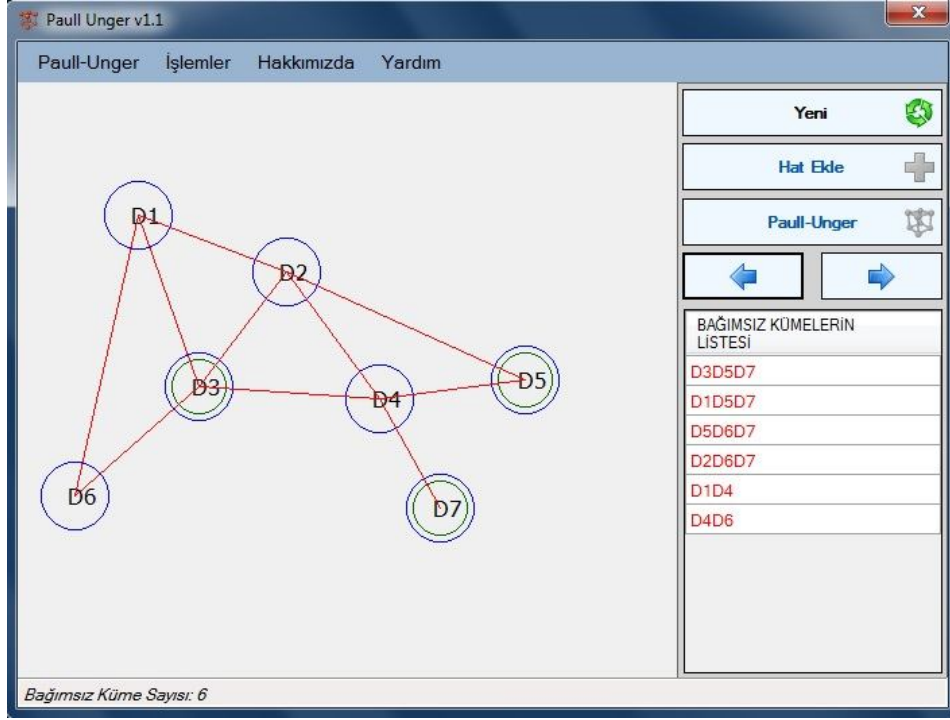 Paull Unger v1.1
Paull-Unger İşlemler Hakkımızda Yardım
Yeni
Hat Ekle
Paull-Unger
D1
D2
D3
D4
D5
D6
D7
BAĞIMSIZ KÜMELERİN
LİSTESİ
D3D5D7
D1D5D7
D5D6D7
D2D6D7
D1D4
D4D6
Bağımsız Küme Sayısı: 6